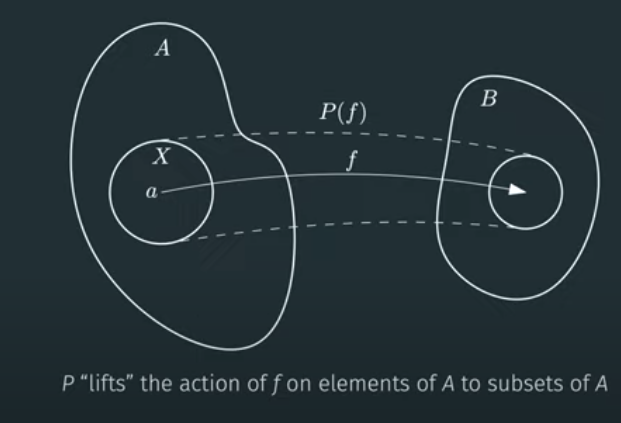 A
B
P(f)
X
f
a
P “lifts” the action of f on elements of A to subsets of A